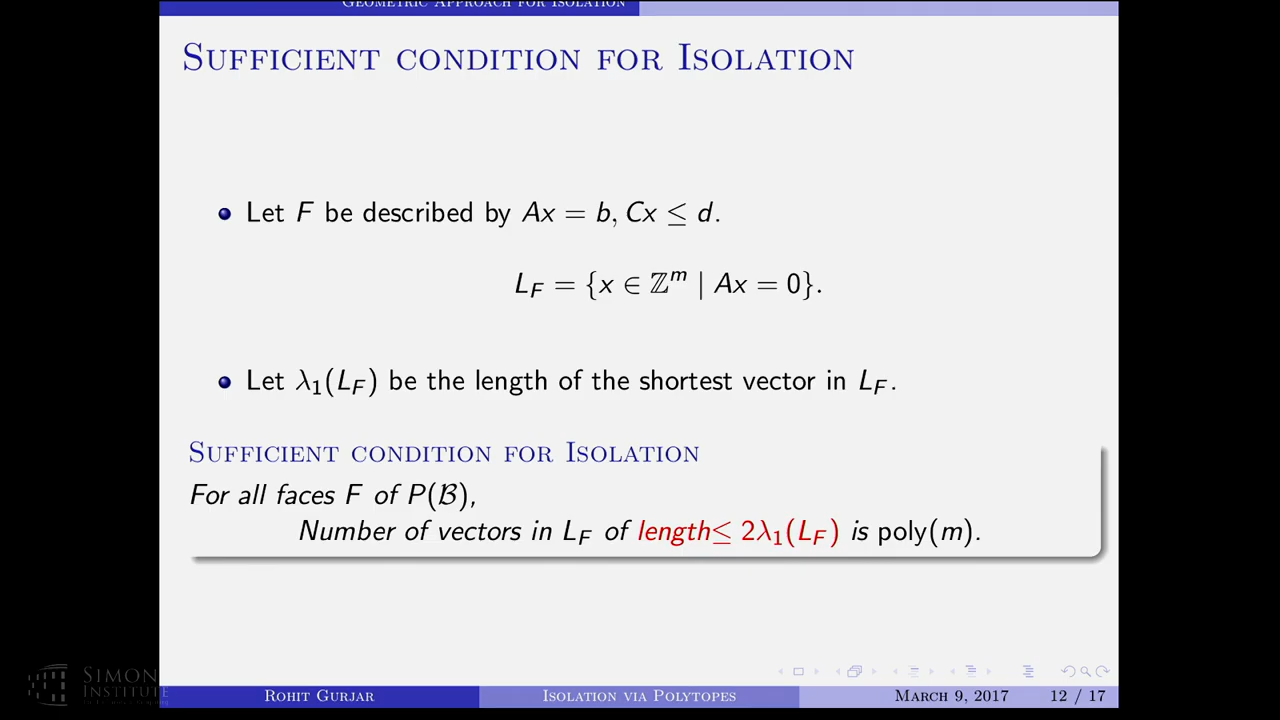 GEOMETRIC APPROACH FOR ISOLATION
SUFFICIENT CONDITION FOR ISOLATION
Let F be described by Ax = b, Cx ≤ d.
L_F = {x ∈ ℤ^m | Ax = 0}.
Let λ₁(L_F) be the length of the shortest vector in L_F.
SUFFICIENT CONDITION FOR ISOLATION
For all faces F of P(ℬ),
Number of vectors in L_F of length≤ 2λ₁(L_F) is poly(m).
SIMON
INSTITUTE
ROHIT GURJAR
ISOLATION VIA POLYTOPES
MARCH 9, 2017
12 / 17